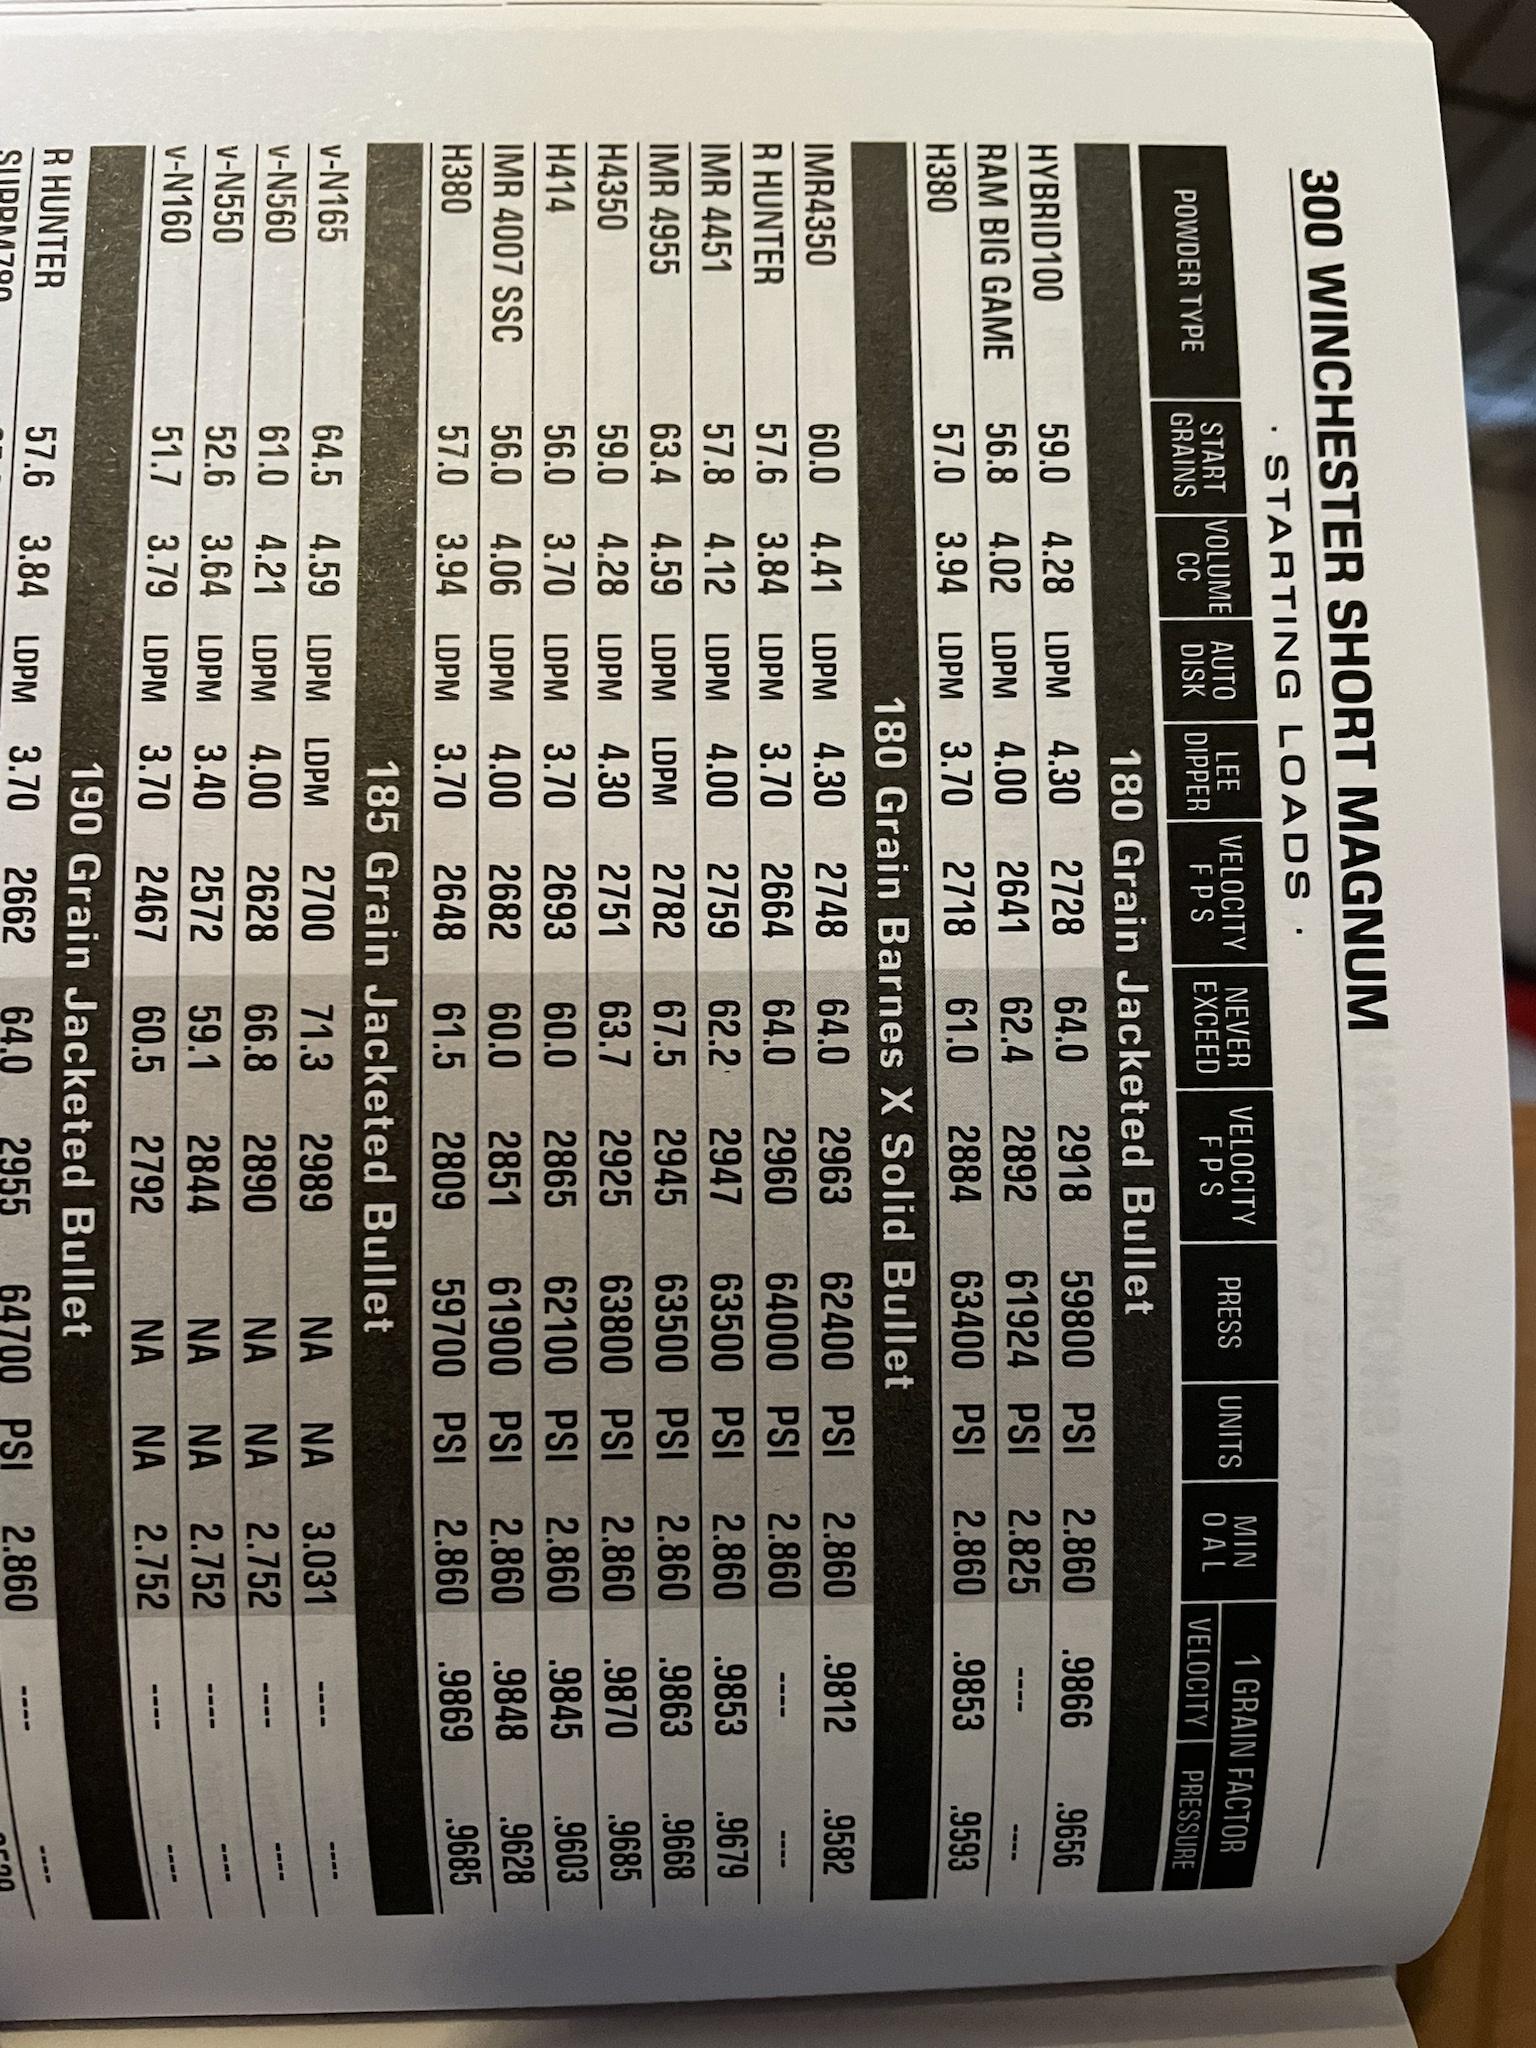 300 WINCHESTER SHORT MAGNUM
· STARTING LOADS ·
POWDER TYPE START GRAINS VOLUME CC AUTO DISK LEE DIPPER VELOCITY FPS NEVER EXCEED VELOCITY FPS PRESS UNITS MIN OAL 1 GRAIN FACTOR VELOCITY PRESSURE
180 Grain Jacketed Bullet
HYBRID100 59.0 4.28 LDPM 4.30 2728 64.0 2918 59800 PSI 2.860 .9866 .9656
RAM BIG GAME 56.8 4.02 LDPM 4.00 2641 62.4 2892 61924 PSI 2.825 ---- ----
H380 57.0 3.94 LDPM 3.70 2718 61.0 2884 63400 PSI 2.860 .9853 .9593
180 Grain Barnes X Solid Bullet
IMR4350 60.0 4.41 LDPM 4.30 2748 64.0 2963 62400 PSI 2.860 .9812 .9582
R HUNTER 57.6 3.84 LDPM 3.70 2664 64.0 2960 64000 PSI 2.860 ---- ----
IMR 4451 57.8 4.12 LDPM 4.00 2759 62.2 2947 63500 PSI 2.860 .9853 .9679
IMR 4955 63.4 4.59 LDPM LDPM 2782 67.5 2945 63500 PSI 2.860 .9863 .9668
H4350 59.0 4.28 LDPM 4.30 2751 63.7 2925 63800 PSI 2.860 .9870 .9685
H414 56.0 3.70 LDPM 3.70 2693 60.0 2865 62100 PSI 2.860 .9845 .9603
IMR 4007 SSC 56.0 4.06 LDPM 4.00 2682 60.0 2851 61900 PSI 2.860 .9848 .9628
H380 57.0 3.94 LDPM 3.70 2648 61.5 2809 59700 PSI 2.860 .9869 .9685
185 Grain Jacketed Bullet
v-N165 64.5 4.59 LDPM LDPM 2700 71.3 2989 NA NA 3.031 ---- ----
v-N560 61.0 4.21 LDPM 4.00 2628 66.8 2890 NA NA 2.752 ---- ----
v-N550 52.6 3.64 LDPM 3.40 2572 59.1 2844 NA NA 2.752 ---- ----
v-N160 51.7 3.79 LDPM 3.70 2467 60.5 2792 NA NA 2.752 ---- ----
190 Grain Jacketed Bullet
R HUNTER 57.6 3.84 LDPM 3.70 2662 64.0 2955 64700 PSI 2.860 ---- ----